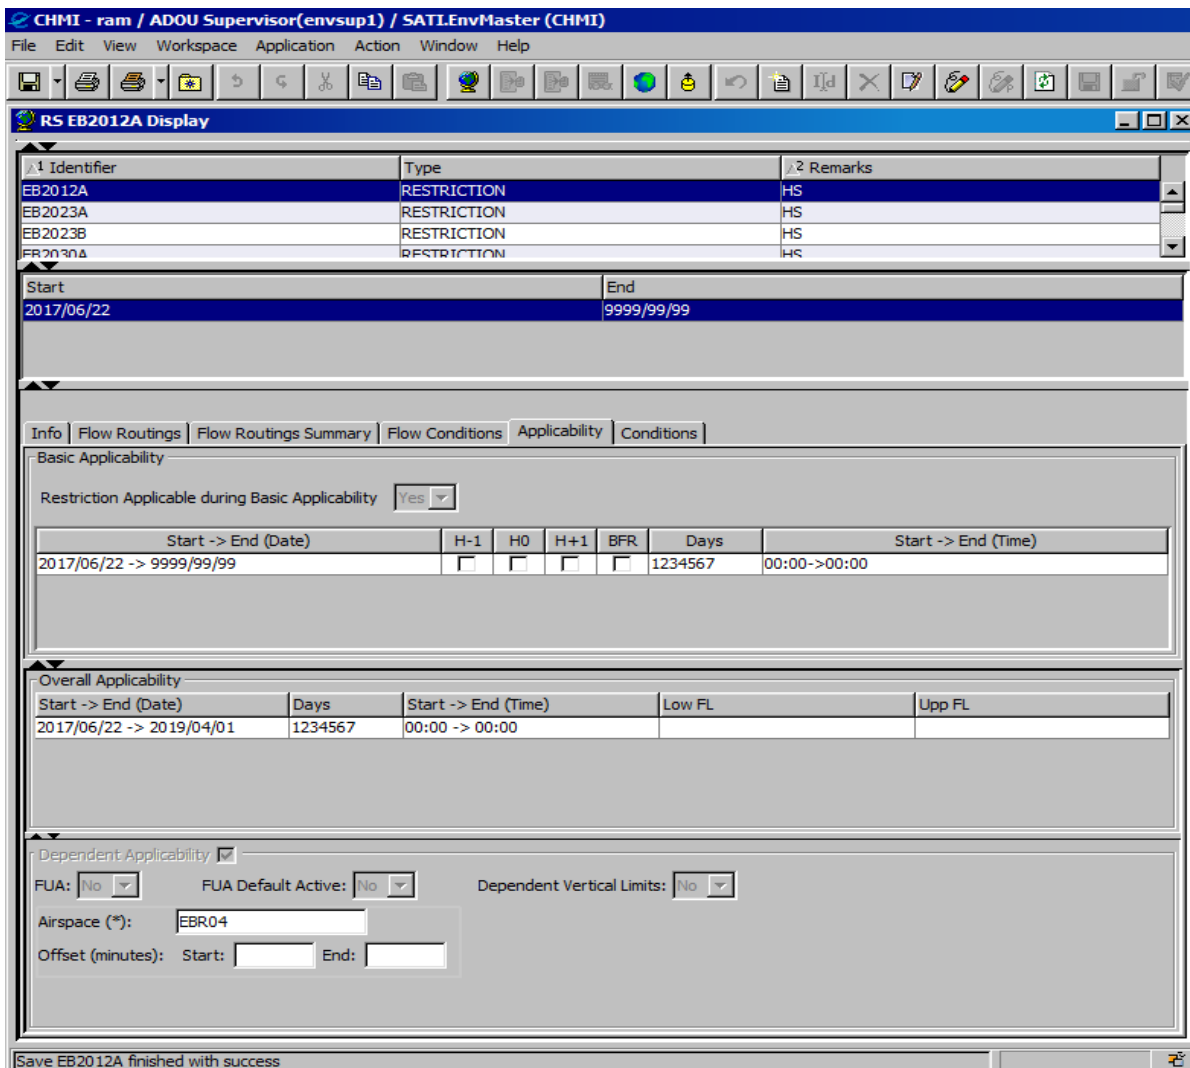 CHMI - ram / ADOU Supervisor(envsup1) / SATI.EnvMaster (CHMI)
File Edit View Workspace Application Action Window Help
RS EB2012A Display
1 Identifier Type 2 Remarks
EB2012A RESTRICTION HS
EB2023A RESTRICTION HS
EB2023B RESTRICTION HS
EB2030A RESTRICTION HS
Start End
2017/06/22 9999/99/99
Info Flow Routings Flow Routings Summary Flow Conditions Applicability Conditions
Basic Applicability
Restriction Applicable during Basic Applicability Yes
Start -> End (Date) H-1 H0 H+1 BFR Days Start -> End (Time)
2017/06/22 -> 9999/99/99 1234567 00:00->00:00
Overall Applicability
Start -> End (Date) Days Start -> End (Time) Low FL Upp FL
2017/06/22 -> 2019/04/01 1234567 00:00 -> 00:00
Dependent Applicability
FUA: No FUA Default Active: No Dependent Vertical Limits: No
Airspace (*): EBR04
Offset (minutes): Start: End:
Save EB2012A finished with success